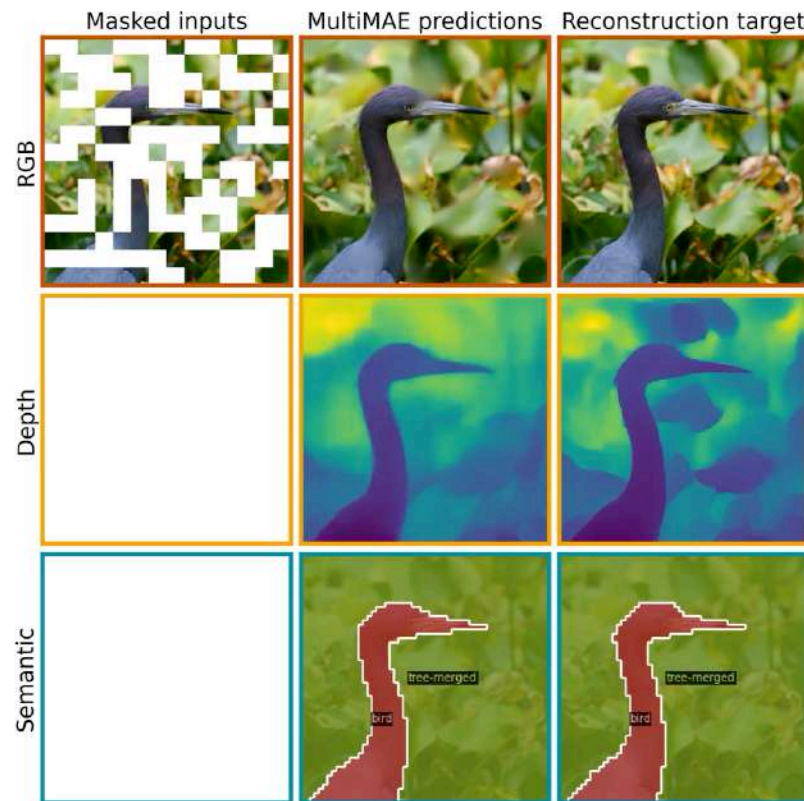 Masked inputs
MultiMAE predictions
Reconstruction target
RGB
Depth
Semantic
tree-merged
bird
tree-merged
bird